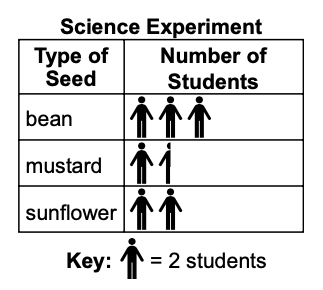 Science Experiment
Type of Seed
Number of Students
bean
mustard
sunflower
Key: = 2 students